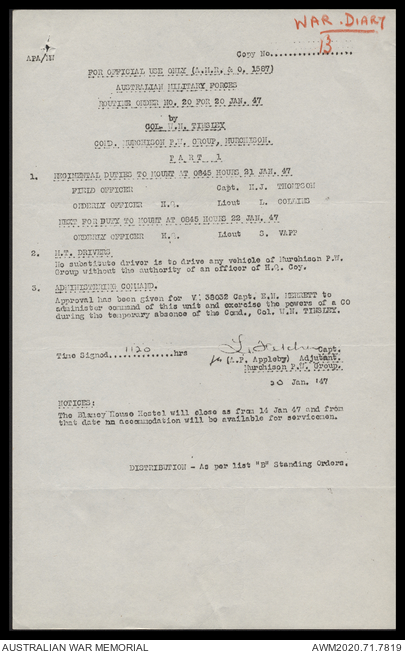 WAR DIARY
APA/
Copy No.................
13
FOR OFFICIAL USE ONLY (A.M.R. & O. 1587)
AUSTRALIAN MILITARY FORCES
ROUTINE ORDER NO. 20 FOR 20 JAN. 47
by
COL. W.N. TINSLEY
COMD. MURCHISON P.W. GROUP, MURCHISON.
PART 1
1. REGIMENTAL DUTIES TO MOUNT AT 0845 HOURS 21 JAN. 47
FIELD OFFICER Capt. H.J. THOMPSON
ORDERLY OFFICER H.Q. Lieut L. COLLINS
NEXT FOR DUTY TO MOUNT AT 0845 HOURS 22 JAN. 47
ORDERLY OFFICER H.Q. Lieut S. VAPP
2. M.T. DRIVERS
No substitute driver is to drive any vehicle of Murchison P.W.
Group without the authority of an officer of H.Q. Coy.
3. ADMINISTERING COMMAND.
Approval has been given for V. 38032 Capt. to
administer command of this unit and exercise the powers of a CO
during the temporary absence of the Comd., Col. W.N. TINSLEY.
Time Signed....1120....hrs
Capt.
for (A.P. Appleby) Adjutant.
Murchison P.W. Group.
20 Jan. '47
NOTICES:
The Blamey House Hostel will close as from 14 Jan 47 and from
that date no accommodation will be available for servicemen.
DISTRIBUTION - As per list "B" Standing Orders.
AUSTRALIAN WAR MEMORIAL
AWM2020.71.7819